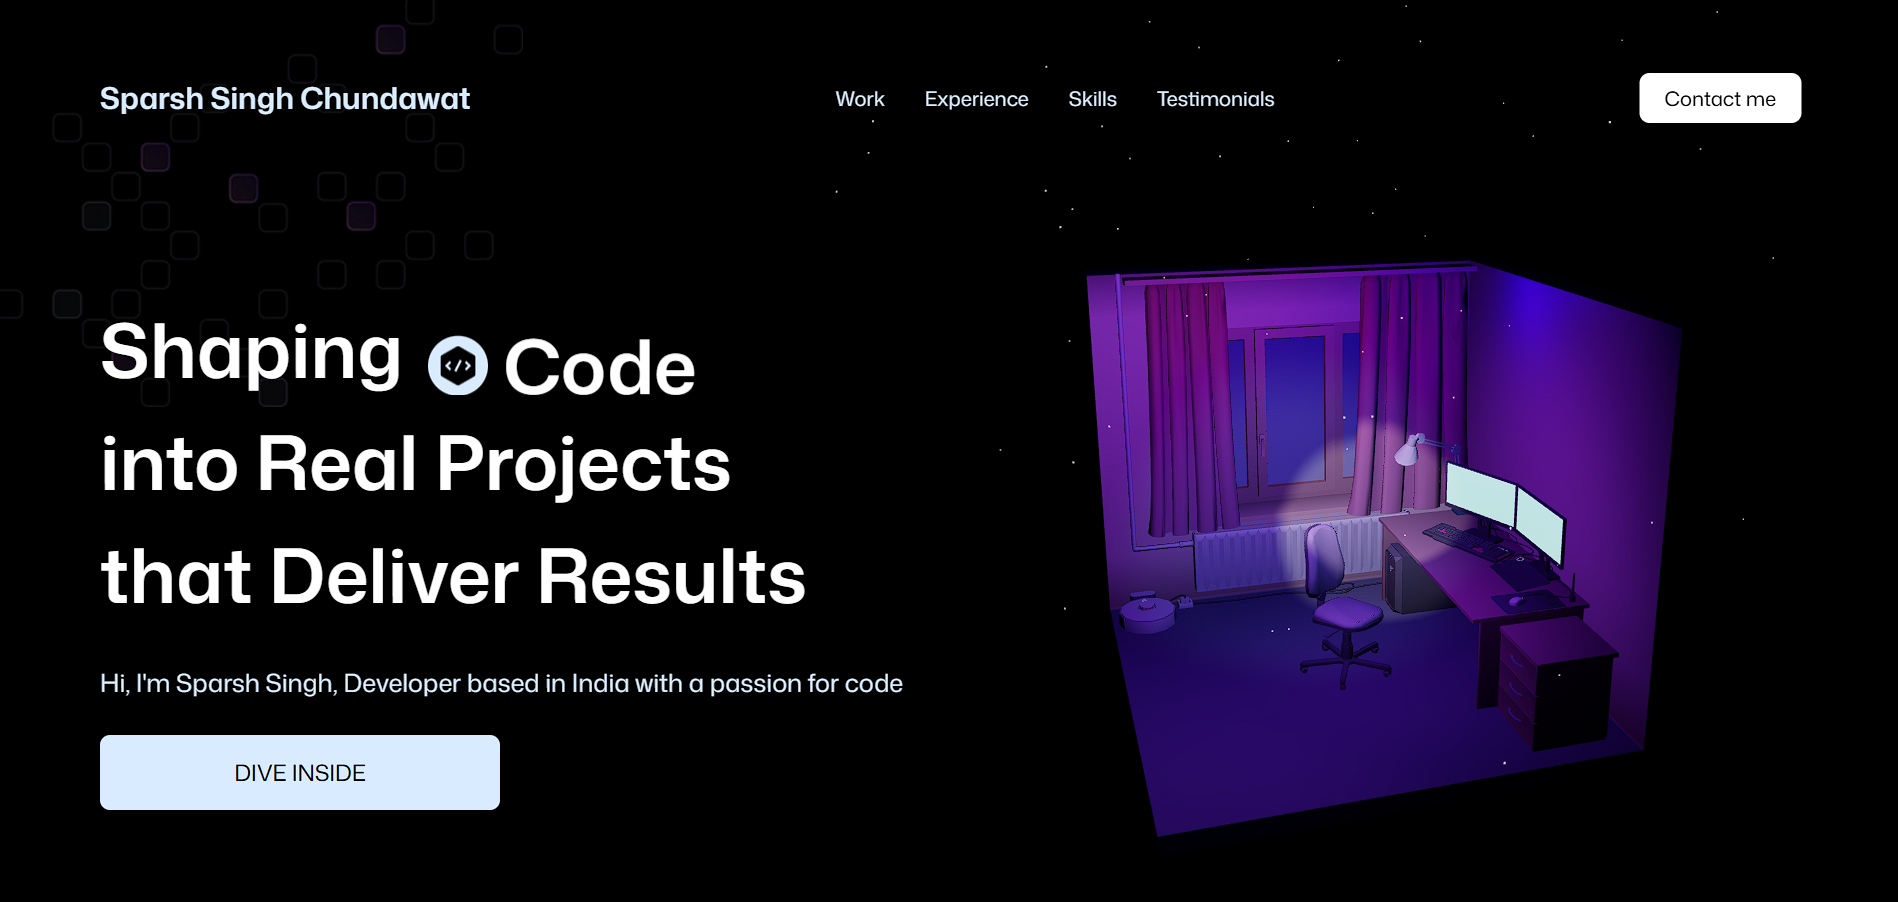 Sparsh Singh Chundawat
Work Experience Skills Testimonials
Contact me
Shaping </> Code
into Real Projects
that Deliver Results
Hi, I'm Sparsh Singh, Developer based in India with a passion for code
DIVE INSIDE